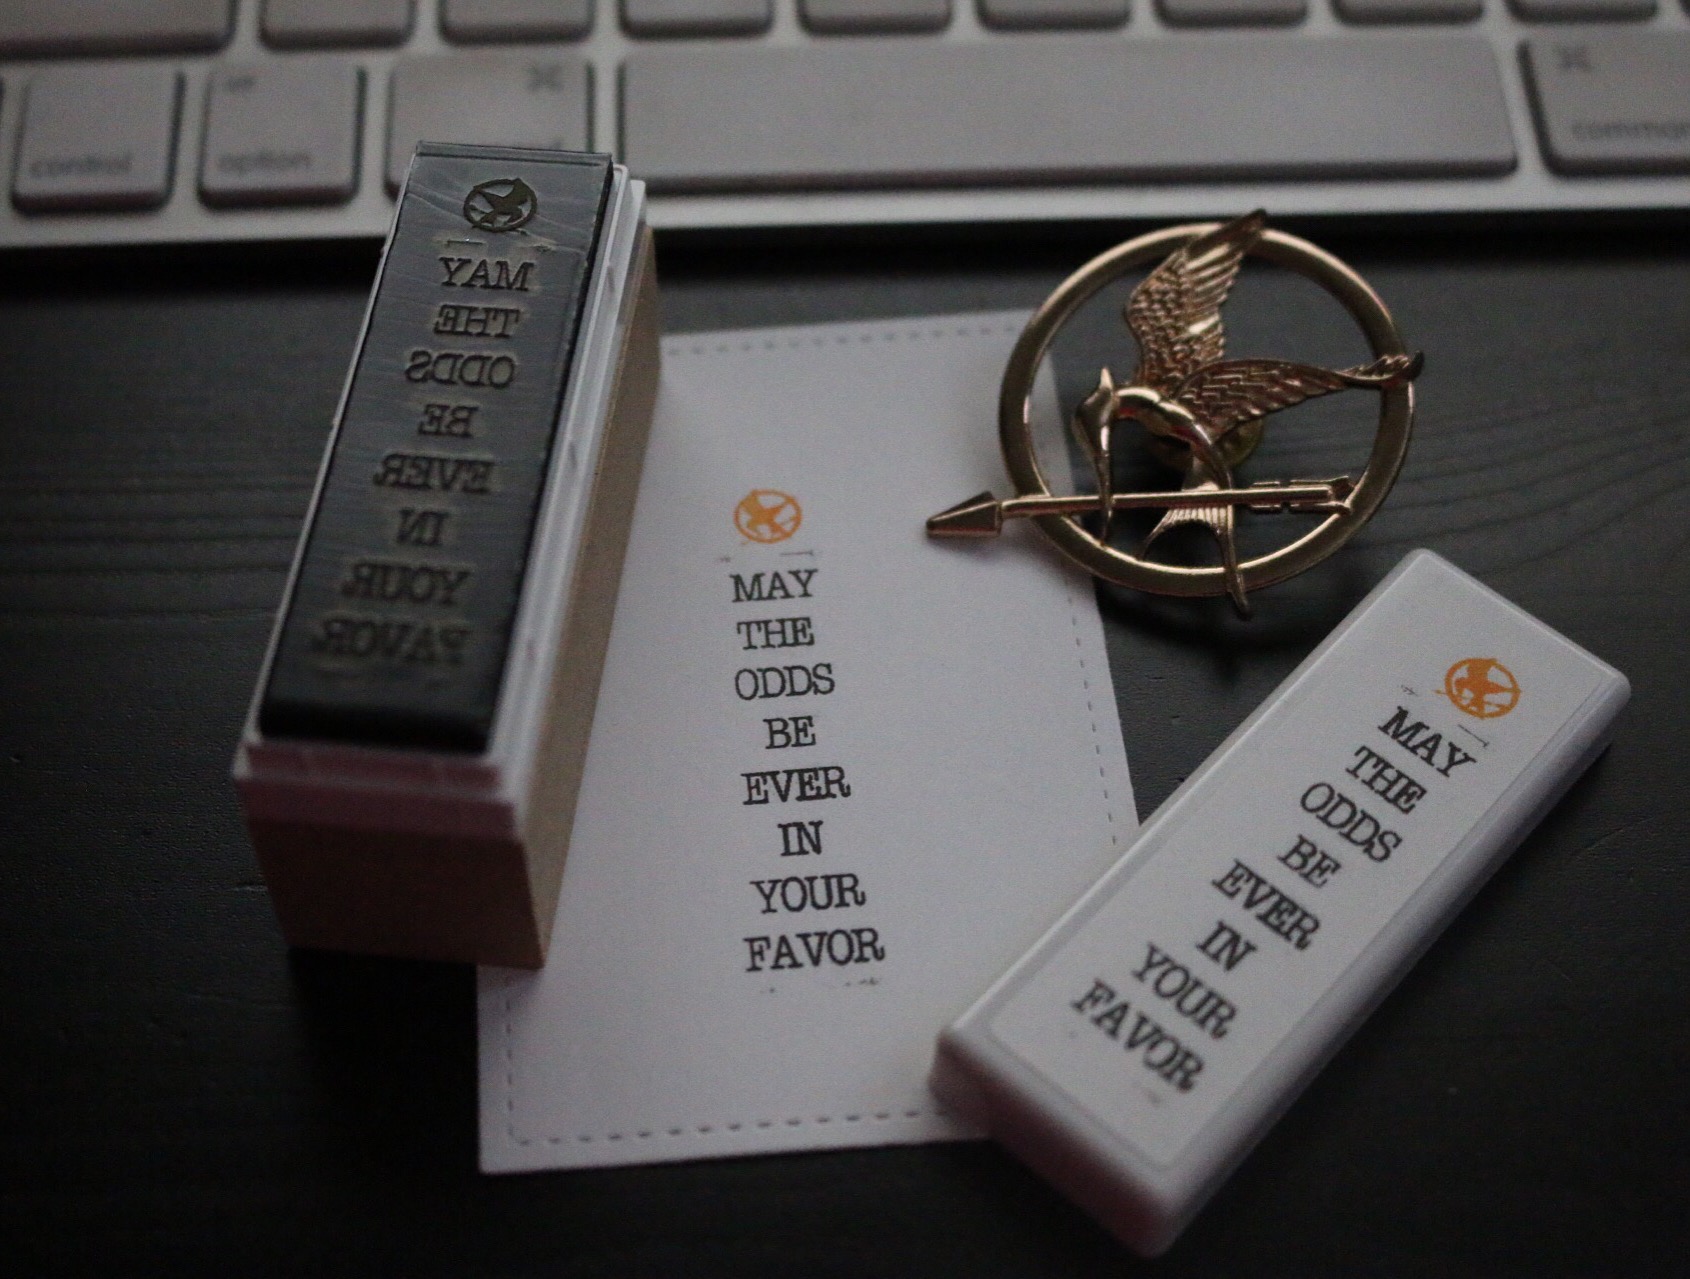 control
option
⌘
⌘
command
MAY
THE
ODDS
BE
EVER
IN
YOUR
FAVOR
MAY
THE
ODDS
BE
EVER
IN
YOUR
FAVOR
MAY
THE
ODDS
BE
EVER
IN
YOUR
FAVOR